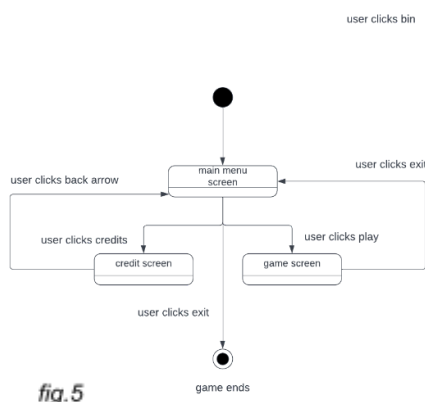 user clicks bin
main menu
screen
user clicks exit
user clicks back arrow
user clicks credits
user clicks play
credit screen
game screen
user clicks exit
game ends
fig.5